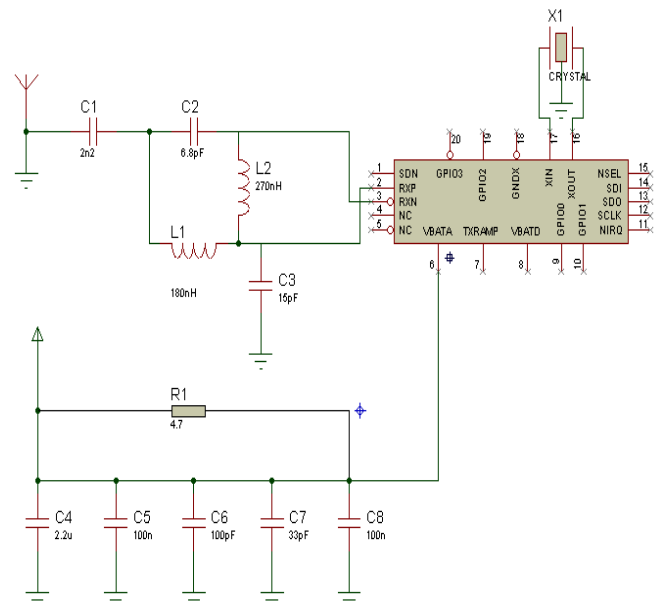 X1
CRYSTAL
C1
2n2
C2
6.8pF
L2
270nH
L1
180nH
C3
15pF
20
19
18
17
16
GPIO3
GPIO2
GNDX
XIN
XOUT
1 SDN
2 RXP
3 RXN
4 NC
5 NC
NSEL 15
SDI 14
SDO 13
SCLK 12
NIRQ 11
VBATA
TXRAMP
VBATD
GPIO0
GPIO1
6
7
8
9
10
R1
4.7
C4
2.2u
C5
100n
C6
100pF
C7
33pF
C8
100n